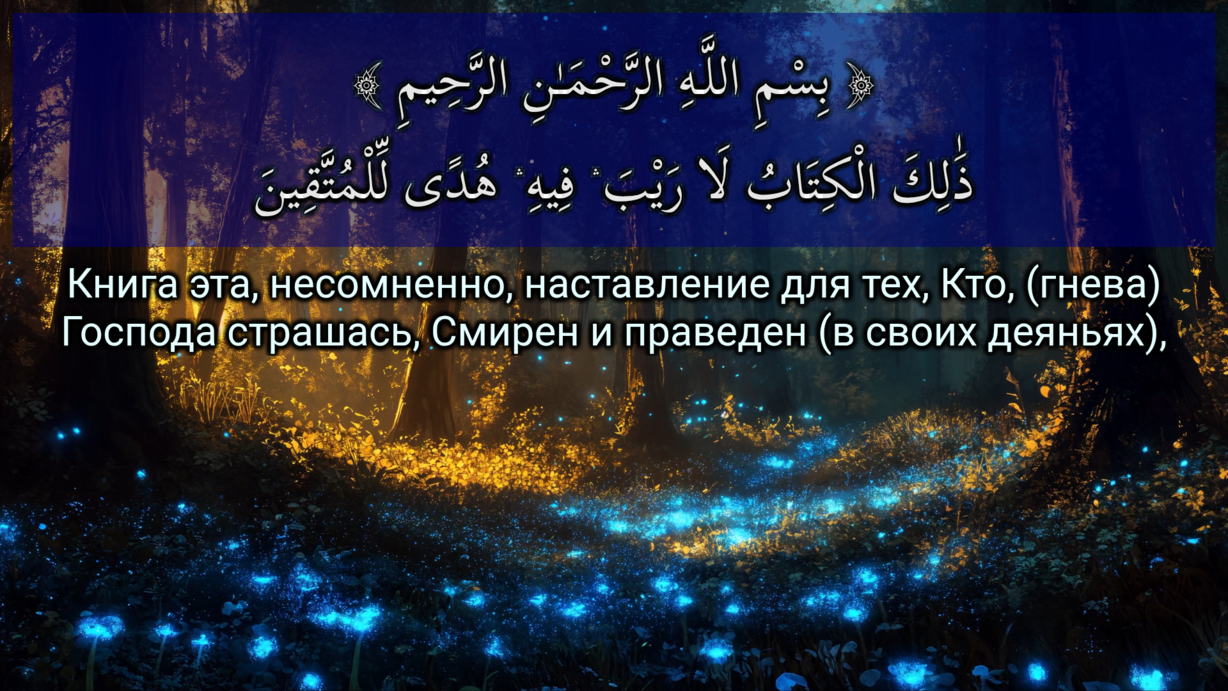 ﴿ بِسْمِ اللَّهِ الرَّحْمَـٰنِ الرَّحِيمِ ﴾
ذَٰلِكَ الْكِتَابُ لَا رَيْبَ ۛ فِيهِ ۛ هُدًى لِّلْمُتَّقِينَ
Книга эта, несомненно, наставление для тех, Кто, (гнева)
Господа страшась, Смирен и праведен (в своих деяньях),